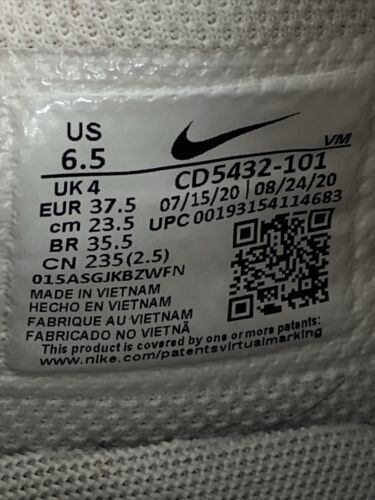 US
6.5
VM
UK 4
EUR 37.5
cm 23.5
BR 35.5
CN 235(2.5)
CD5432-101
07/15/20 | 08/24/20
UPC 00193154114683
015ASGJKBZWFN
MADE IN VIETNAM
HECHO EN VIETNAM
FABRIQUE AU VIETNAM
FABRICADO NO VIETNÃ
This product is covered by one or more patents:
www.nike.com/patentsvirtualmarking